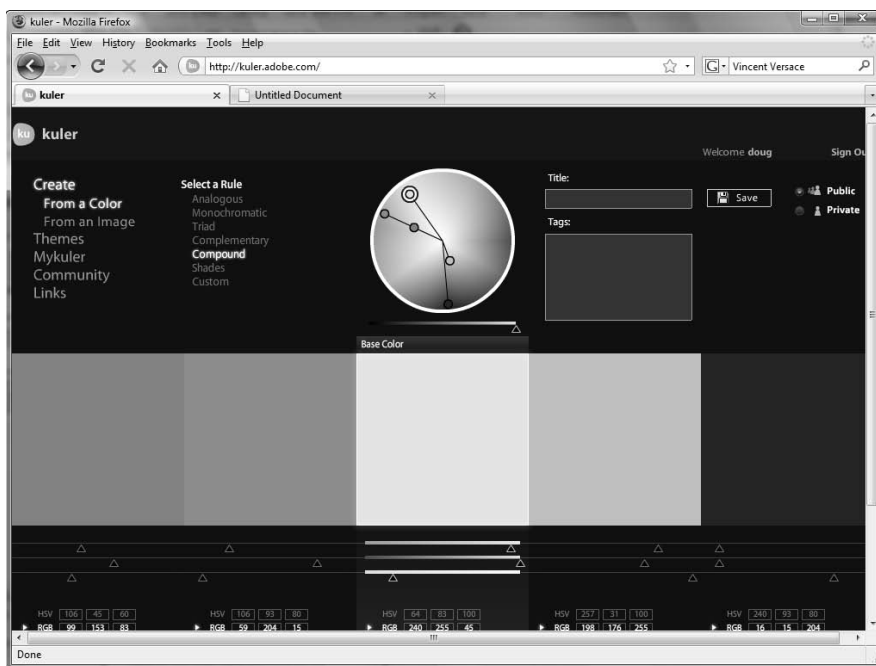 kuler - Mozilla Firefox
File Edit View History Bookmarks Tools Help
http://kuler.adobe.com/
G Vincent Versace
ku kuler
Untitled Document
ku kuler
Welcome doug Sign Ou
Create
From a Color
From an Image
Themes
Mykuler
Community
Links
Select a Rule
Analogous
Monochromatic
Triad
Complementary
Compound
Shades
Custom
Title:
Tags:
Save
Public
Private
Base Color
HSV 106 45 60 HSV 106 93 80 HSV 64 83 100 HSV 257 31 100 HSV 240 93 80
RGB 99 153 83 RGB 59 204 15 RGB 240 255 45 RGB 198 176 255 RGB 16 15 204
Done